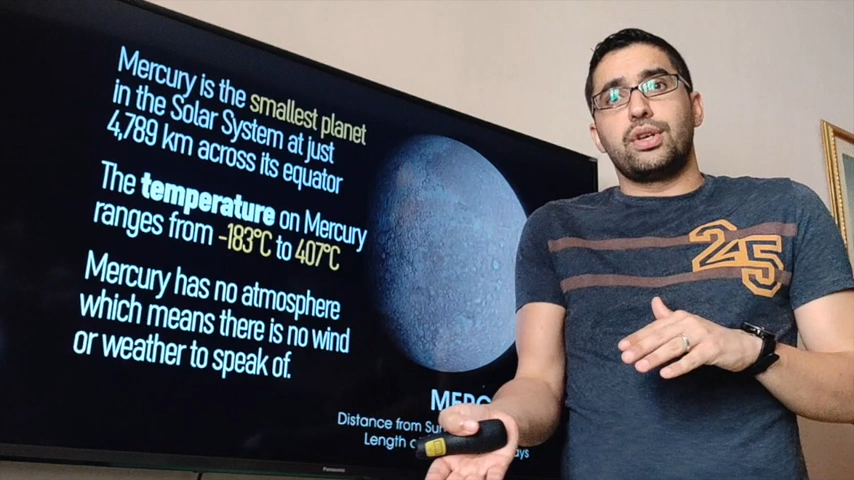 Mercury is the smallest planet
in the Solar System at just
4,789 km across its equator
The temperature on Mercury
ranges from -183°C to 407°C
Mercury has no atmosphere
which means there is no wind
or weather to speak of.
Distance from Sun
Length
Panasonic
25